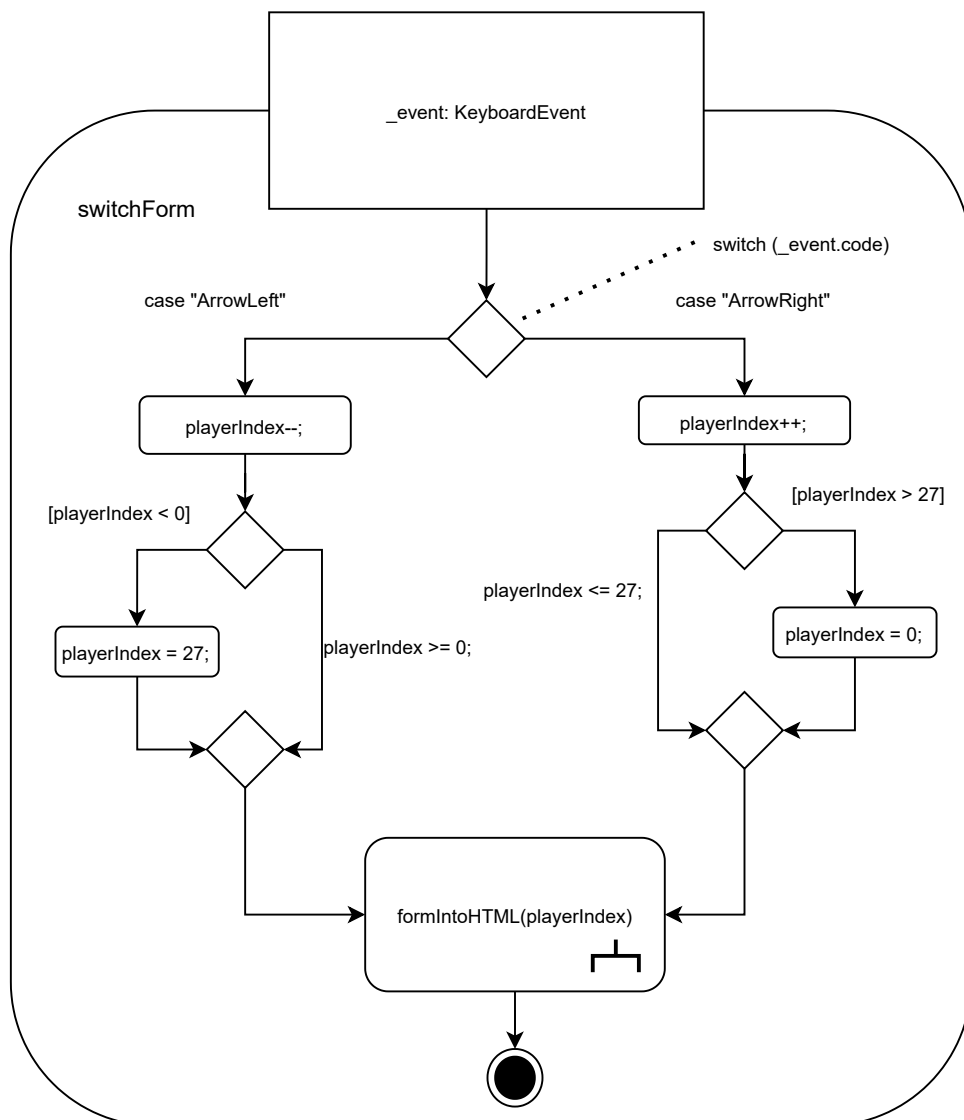 _event: KeyboardEvent
switchForm
switch (_event.code)
case "ArrowLeft"
case "ArrowRight"
playerIndex--;
playerIndex++;
[playerIndex < 0]
[playerIndex > 27]
playerIndex <= 27;
playerIndex = 27;
playerIndex >= 0;
playerIndex = 0;
formIntoHTML(playerIndex)